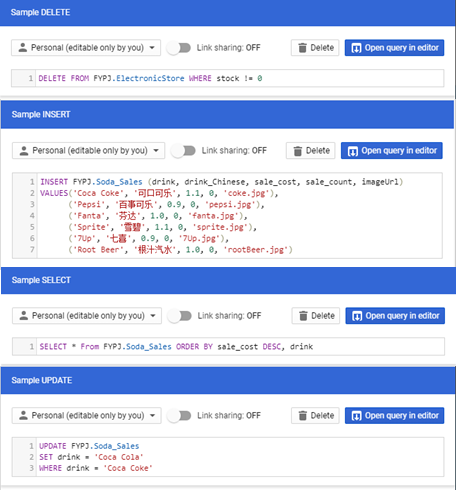 Sample DELETE
Personal (editable only by you) Link sharing: OFF Delete Open query in editor
1 DELETE FROM FYPJ.ElectronicStore WHERE stock != 0
Sample INSERT
Personal (editable only by you) Link sharing: OFF Delete Open query in editor
1 INSERT FYPJ.Soda_Sales (drink, drink_Chinese, sale_cost, sale_count, imageUrl)
2 VALUES('Coca Coke', '可口可乐', 1.1, 0, 'coke.jpg'),
3 ('Pepsi', '百事可乐', 0.9, 0, 'pepsi.jpg'),
4 ('Fanta', '芬达', 1.0, 0, 'fanta.jpg'),
5 ('Sprite', '雪碧', 1.1, 0, 'sprite.jpg'),
6 ('7Up', '七喜', 0.9, 0, '7Up.jpg'),
7 ('Root Beer', '根汁汽水', 1.0, 0, 'rootBeer.jpg')
Sample SELECT
Personal (editable only by you) Link sharing: OFF Delete Open query in editor
1 SELECT * From FYPJ.Soda_Sales ORDER BY sale_cost DESC, drink
Sample UPDATE
Personal (editable only by you) Link sharing: OFF Delete Open query in editor
1 UPDATE FYPJ.Soda_Sales
2 SET drink = 'Coca Cola'
3 WHERE drink = 'Coca Coke'